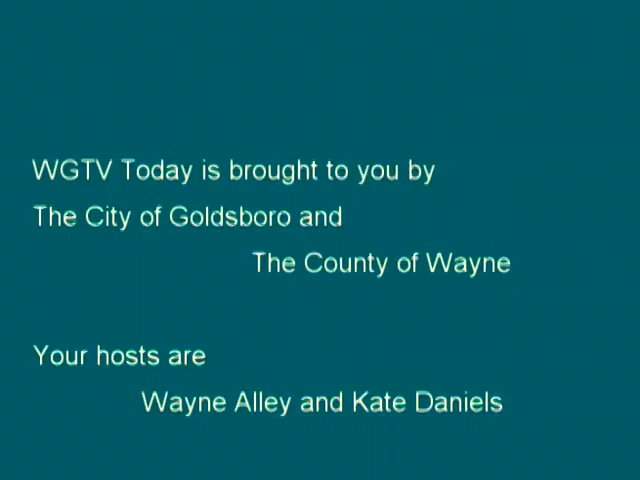 WGTV Today is brought to you by
The City of Goldsboro and
The County of Wayne
Your hosts are
Wayne Alley and Kate Daniels